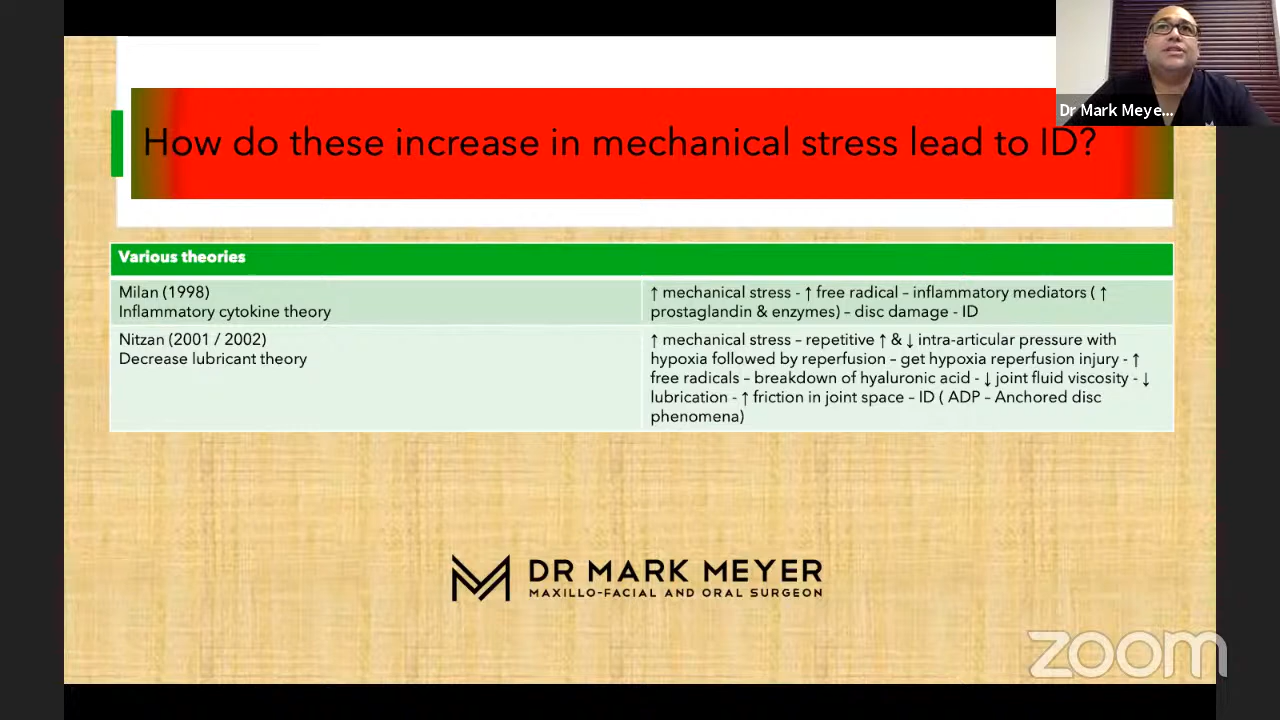 Dr Mark Meye...
How do these increase in mechanical stress lead to ID?
Various theories
Milan (1998)
Inflammatory cytokine theory
↑ mechanical stress - ↑ free radical – inflammatory mediators ( ↑
prostaglandin & enzymes) – disc damage - ID
Nitzan (2001 / 2002)
Decrease lubricant theory
↑ mechanical stress – repetitive ↑ & ↓ intra-articular pressure with
hypoxia followed by reperfusion – get hypoxia reperfusion injury - ↑
free radicals – breakdown of hyaluronic acid - ↓ joint fluid viscosity - ↓
lubrication - ↑ friction in joint space – ID ( ADP – Anchored disc
phenomena)
DR MARK MEYER
MAXILLO-FACIAL AND ORAL SURGEON
zoom